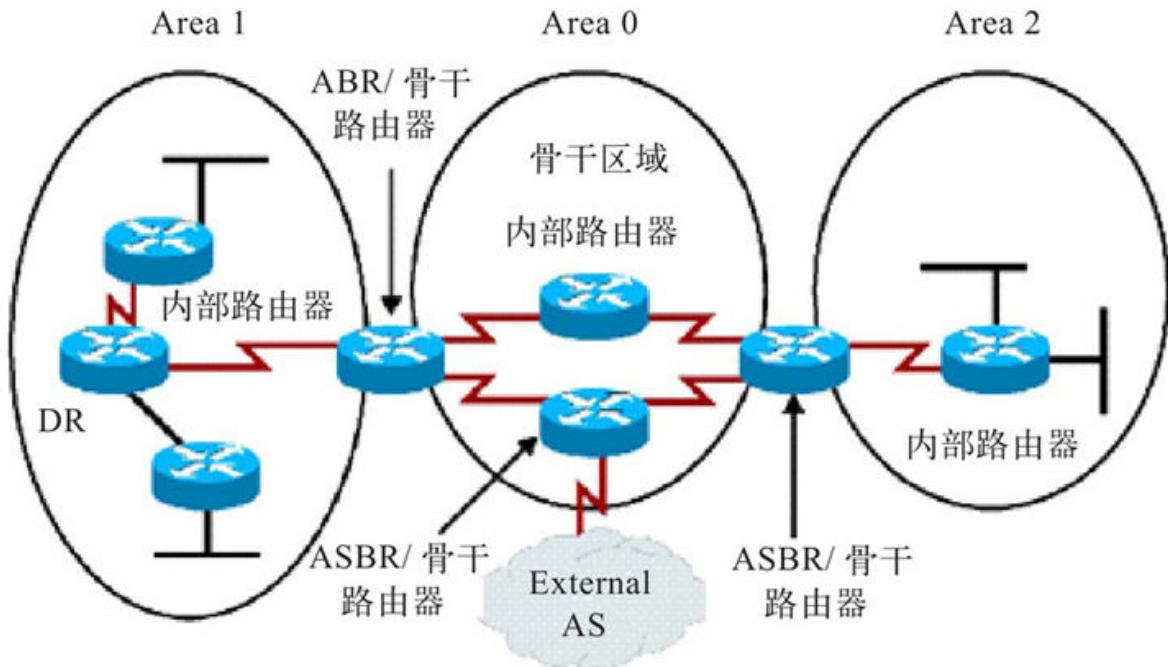 Area 1
Area 0
Area 2
ABR/ 骨干
路由器
骨干区域
内部路由器
内部路由器
DR
内部路由器
ASBR/ 骨干
路由器
External
AS
ASBR/ 骨干
路由器